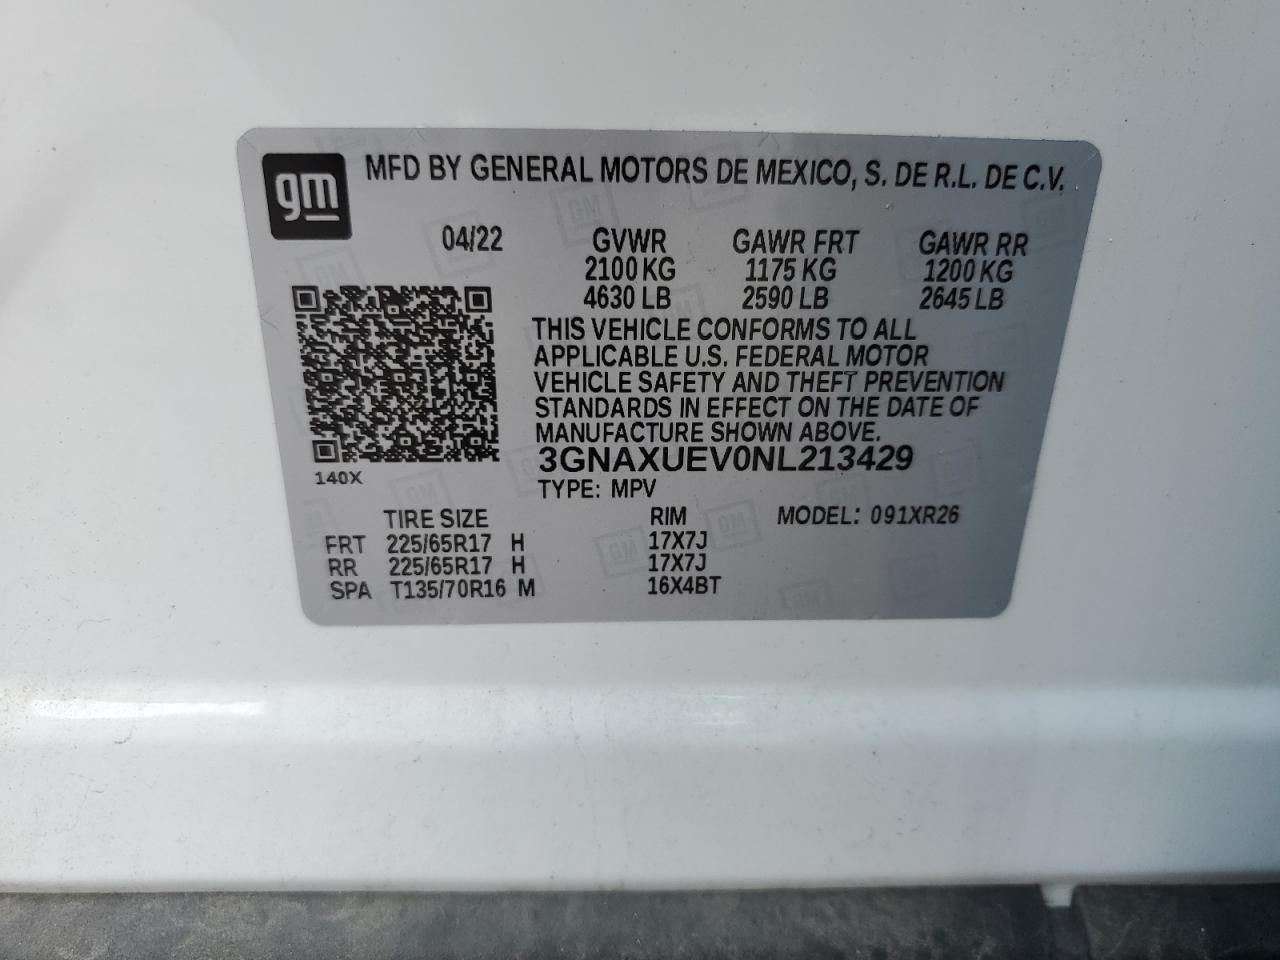 gm
MFD BY GENERAL MOTORS DE MEXICO, S. DE R.L. DE C.V.
04/22 GVWR GAWR FRT GAWR RR
2100 KG 1175 KG 1200 KG
4630 LB 2590 LB 2645 LB
THIS VEHICLE CONFORMS TO ALL
APPLICABLE U.S. FEDERAL MOTOR
VEHICLE SAFETY AND THEFT PREVENTION
STANDARDS IN EFFECT ON THE DATE OF
MANUFACTURE SHOWN ABOVE.
140X
3GNAXUEV0NL213429
TYPE: MPV
TIRE SIZE RIM MODEL: 091XR26
FRT 225/65R17 H 17X7J
RR 225/65R17 H 17X7J
SPA T135/70R16 M 16X4BT